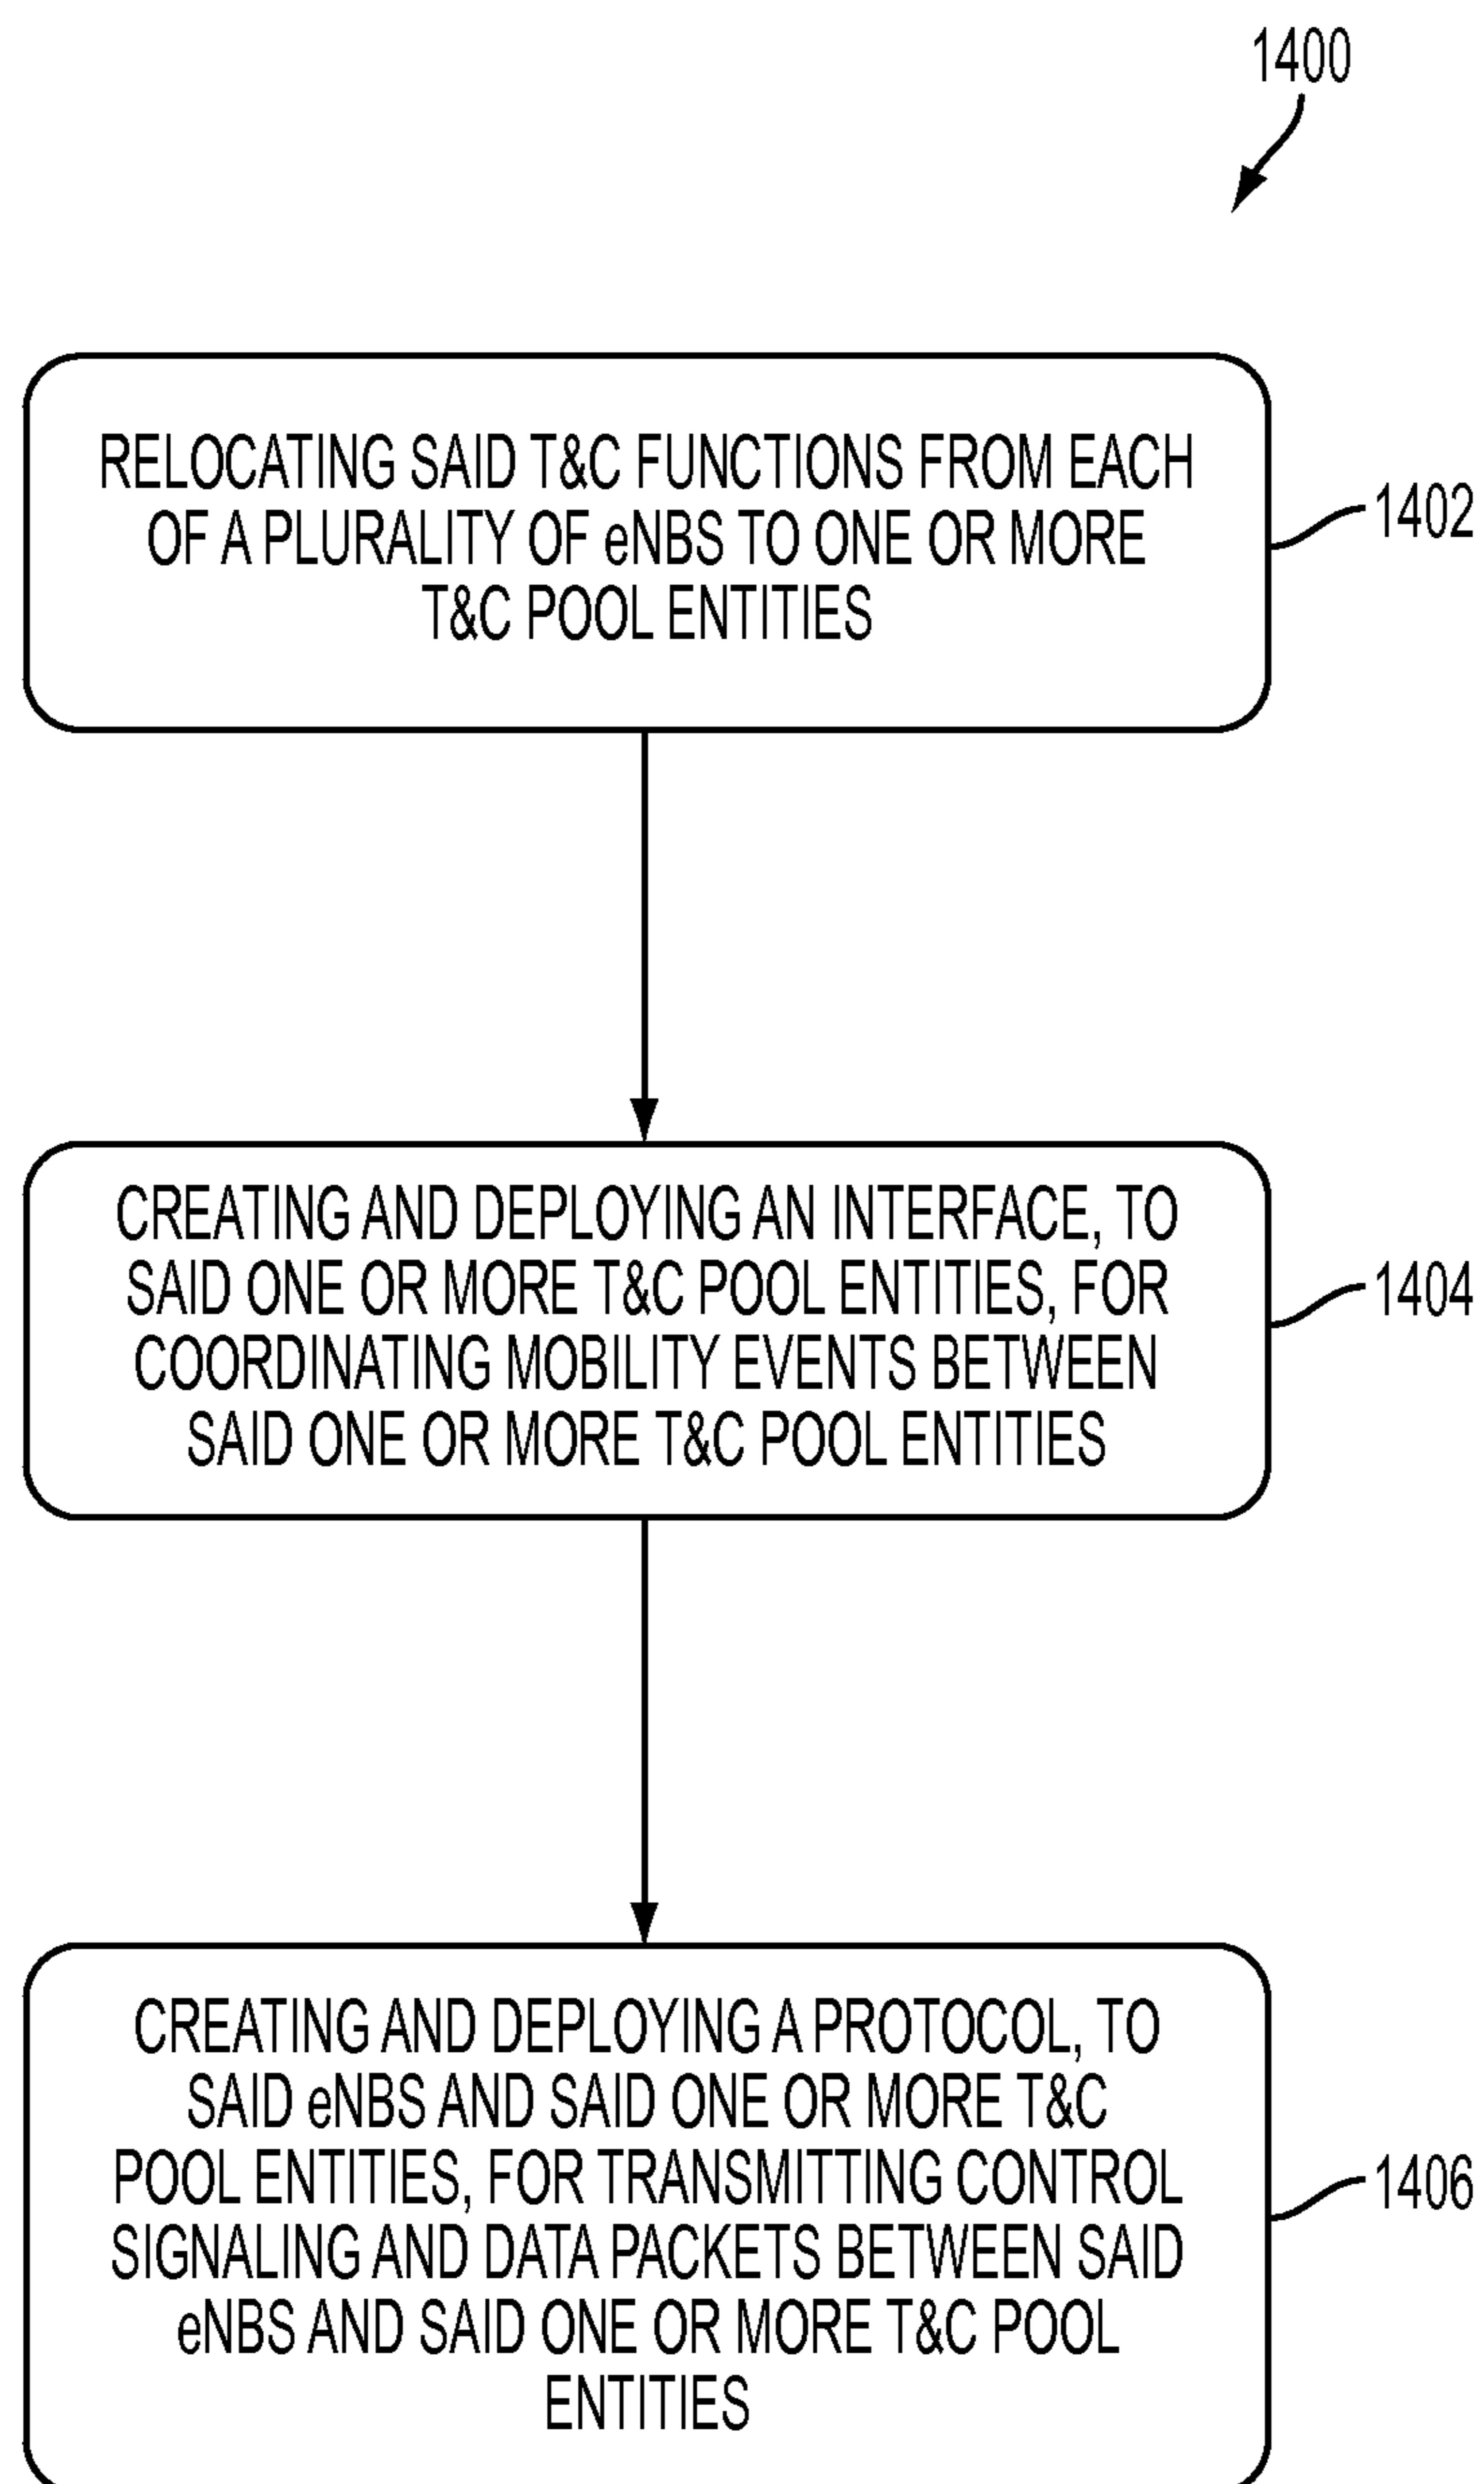 1400
RELOCATING SAID T&C FUNCTIONS FROM EACH
OF A PLURALITY OF eNBS TO ONE OR MORE
T&C POOL ENTITIES
1402
CREATING AND DEPLOYING AN INTERFACE, TO
SAID ONE OR MORE T&C POOL ENTITIES, FOR
COORDINATING MOBILITY EVENTS BETWEEN
SAID ONE OR MORE T&C POOL ENTITIES
1404
CREATING AND DEPLOYING A PROTOCOL, TO
SAID eNBS AND SAID ONE OR MORE T&C
POOL ENTITIES, FOR TRANSMITTING CONTROL
SIGNALING AND DATA PACKETS BETWEEN SAID
eNBS AND SAID ONE OR MORE T&C POOL
ENTITIES
1406